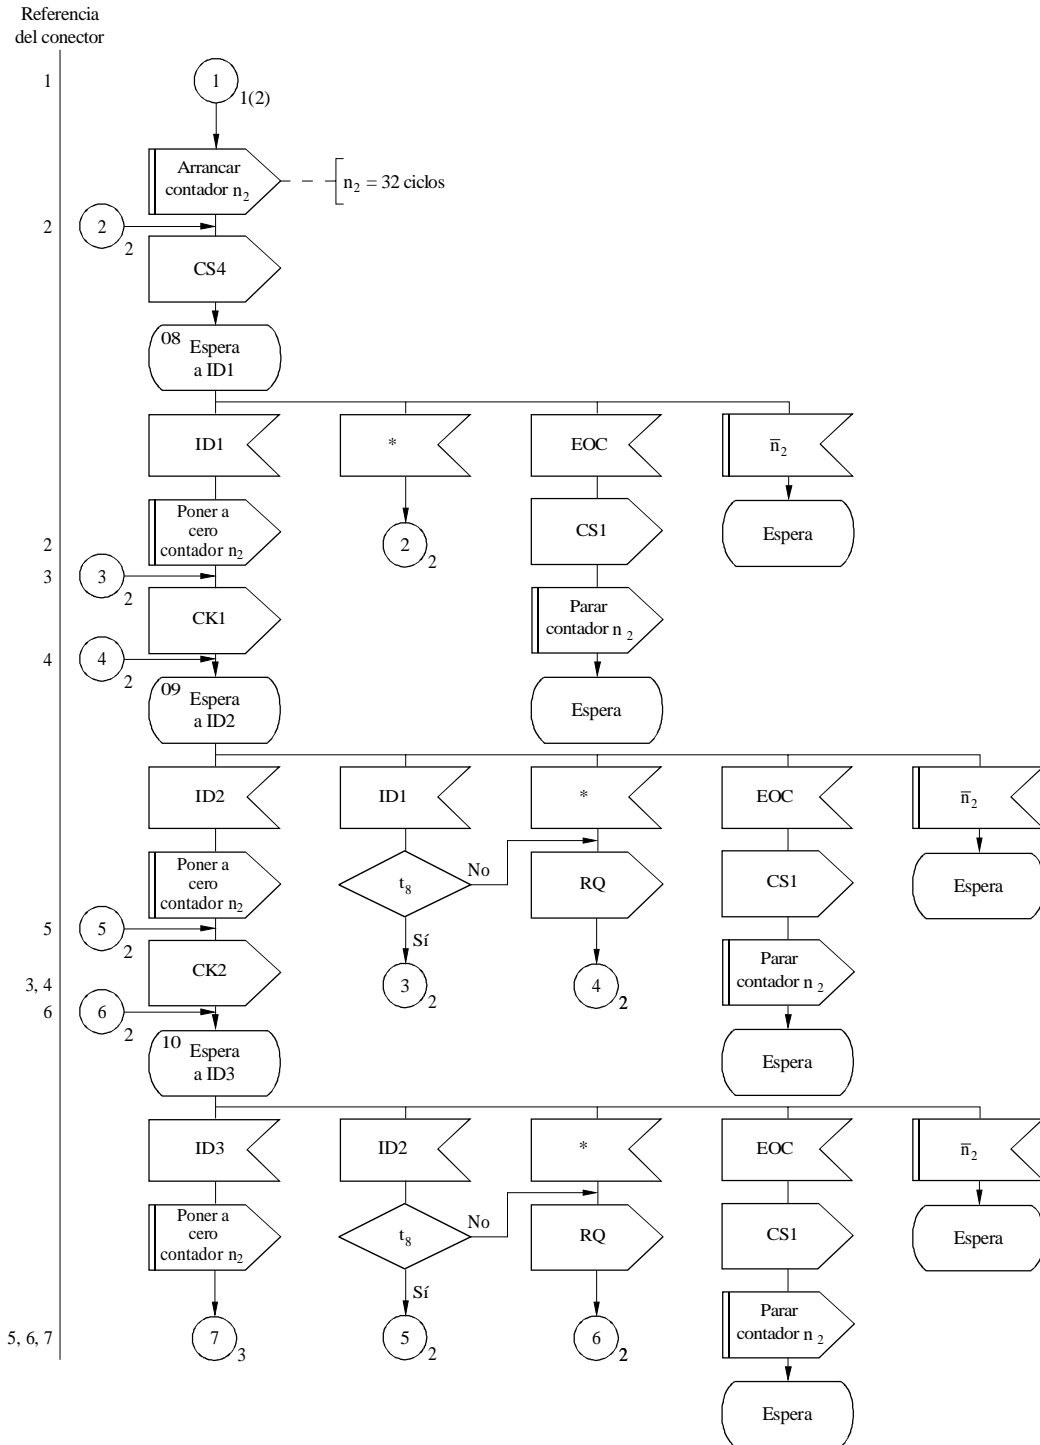 Referencia
del conector
1
1
1(2)
Arrancar
contador n2
n2 = 32 ciclos
2
2
2
CS4
08 Espera
a ID1
ID1
*
EOC
n̅2
Poner a
cero
contador n2
CS1
Espera
2
2
2
3
3
2
CK1
Parar
contador n 2
4
4
2
09 Espera
a ID2
Espera
ID2
ID1
*
EOC
n̅2
Poner a
cero
contador n2
t8
No
RQ
CS1
Espera
Sí
5
5
2
CK2
3
2
4
2
Parar
contador n 2
3, 4
6
6
2
10 Espera
a ID3
Espera
ID3
ID2
*
EOC
n̅2
Poner a
cero
contador n2
t8
No
RQ
CS1
Espera
Sí
5, 6, 7
7
3
5
2
6
2
Parar
contador n 2
Espera